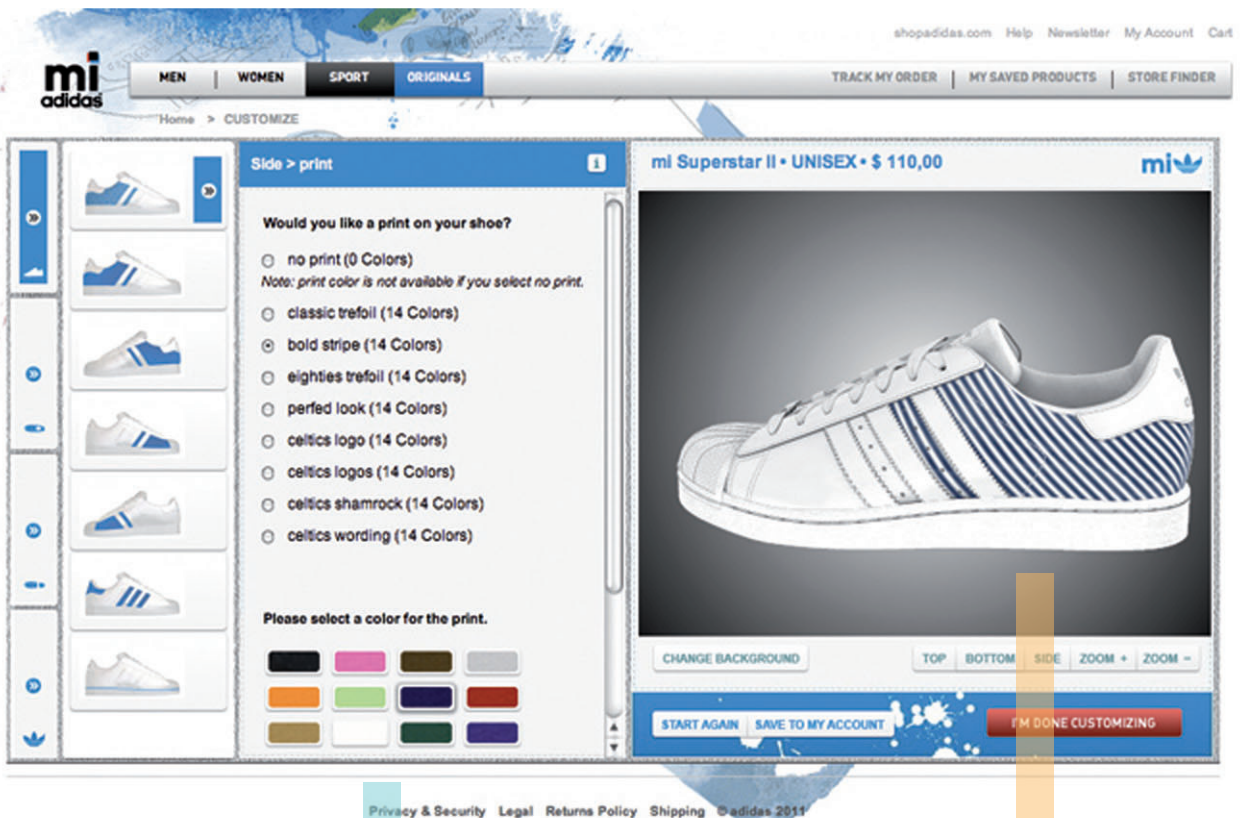 shopadidas.com Help Newsletter My Account Cart
mi
adidas
MEN | WOMEN SPORT ORIGINALS TRACK MY ORDER | MY SAVED PRODUCTS | STORE FINDER
Home > CUSTOMIZE
Side > print
i
mi Superstar II • UNISEX • $ 110,00
mi
Would you like a print on your shoe?
no print (0 Colors)
Note: print color is not available if you select no print.
classic trefoil (14 Colors)
bold stripe (14 Colors)
eighties trefoil (14 Colors)
perfed look (14 Colors)
celtics logo (14 Colors)
celtics logos (14 Colors)
celtics shamrock (14 Colors)
celtics wording (14 Colors)
Please select a color for the print.
CHANGE BACKGROUND TOP BOTTOM SIDE ZOOM + ZOOM -
START AGAIN SAVE TO MY ACCOUNT I'M DONE CUSTOMIZING
Privacy & Security Legal Returns Policy Shipping © adidas 2011